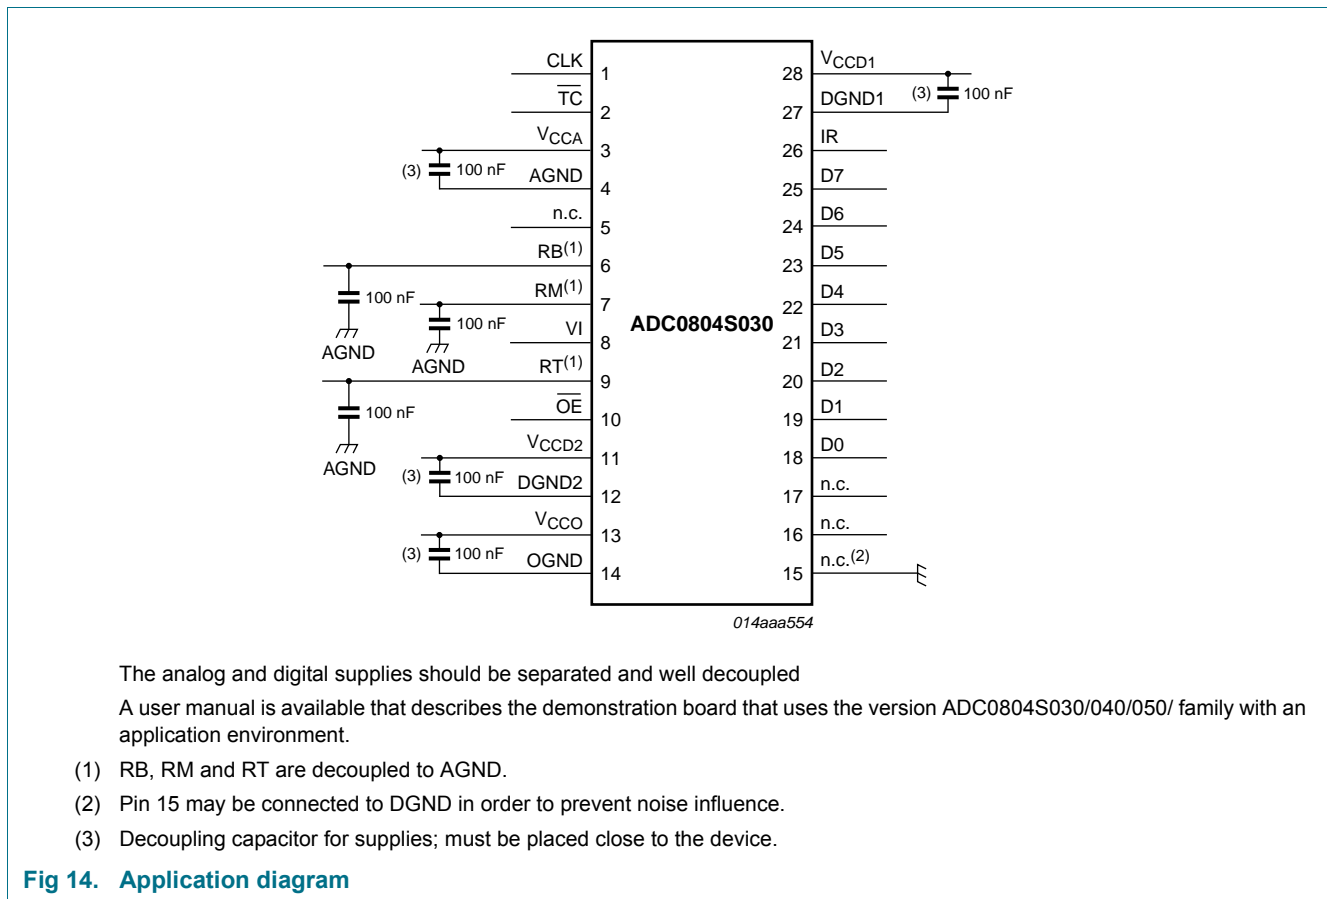 CLK 1
TC 2
VCCA 3
(3) 100 nF
AGND 4
n.c. 5
RB(1) 6
100 nF
AGND
RM(1) 7
100 nF
AGND
VI 8
RT(1) 9
100 nF
AGND
OE 10
VCCD2 11
(3) 100 nF
DGND2 12
VCCO 13
(3) 100 nF
OGND 14
ADC0804S030
28 VCCD1
(3) 100 nF
27 DGND1
26 IR
25 D7
24 D6
23 D5
22 D4
21 D3
20 D2
19 D1
18 D0
17 n.c.
16 n.c.
15 n.c.(2)
014aaa554
The analog and digital supplies should be separated and well decoupled
A user manual is available that describes the demonstration board that uses the version ADC0804S030/040/050/ family with an
application environment.
(1) RB, RM and RT are decoupled to AGND.
(2) Pin 15 may be connected to DGND in order to prevent noise influence.
(3) Decoupling capacitor for supplies; must be placed close to the device.
Fig 14. Application diagram